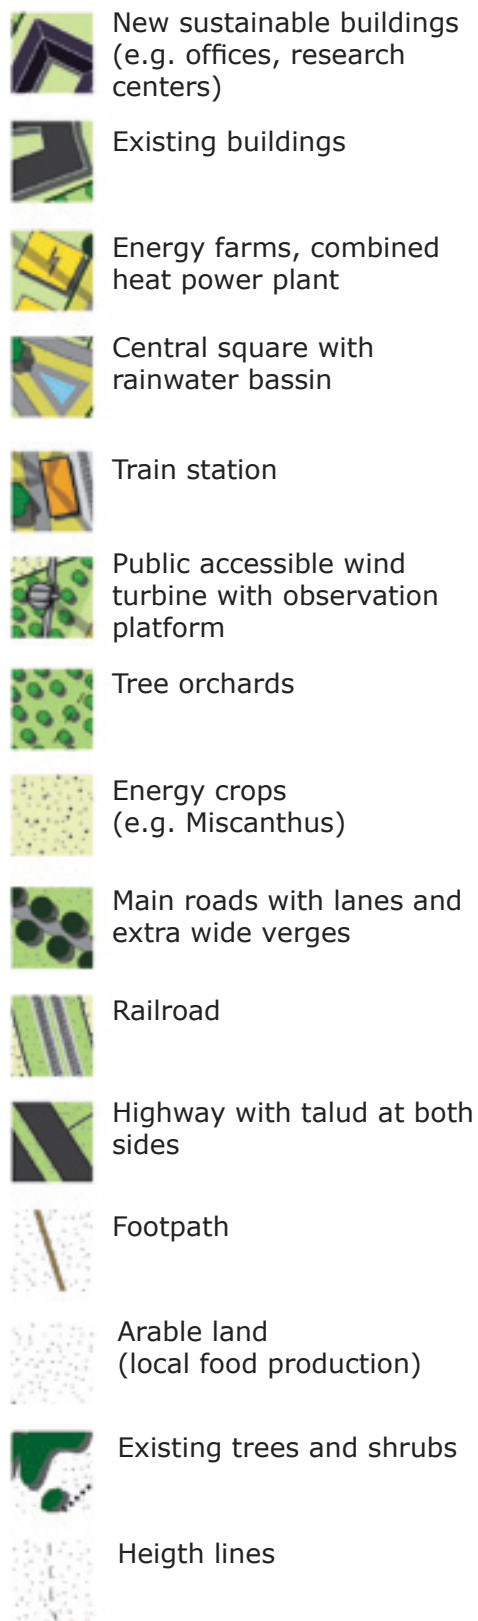 New sustainable buildings
(e.g. offices, research
centers)
Existing buildings
Energy farms, combined
heat power plant
Central square with
rainwater bassin
Train station
Public accessible wind
turbine with observation
platform
Tree orchards
Energy crops
(e.g. Miscanthus)
Main roads with lanes and
extra wide verges
Railroad
Highway with talud at both
sides
Footpath
Arable land
(local food production)
Existing trees and shrubs
Heigth lines